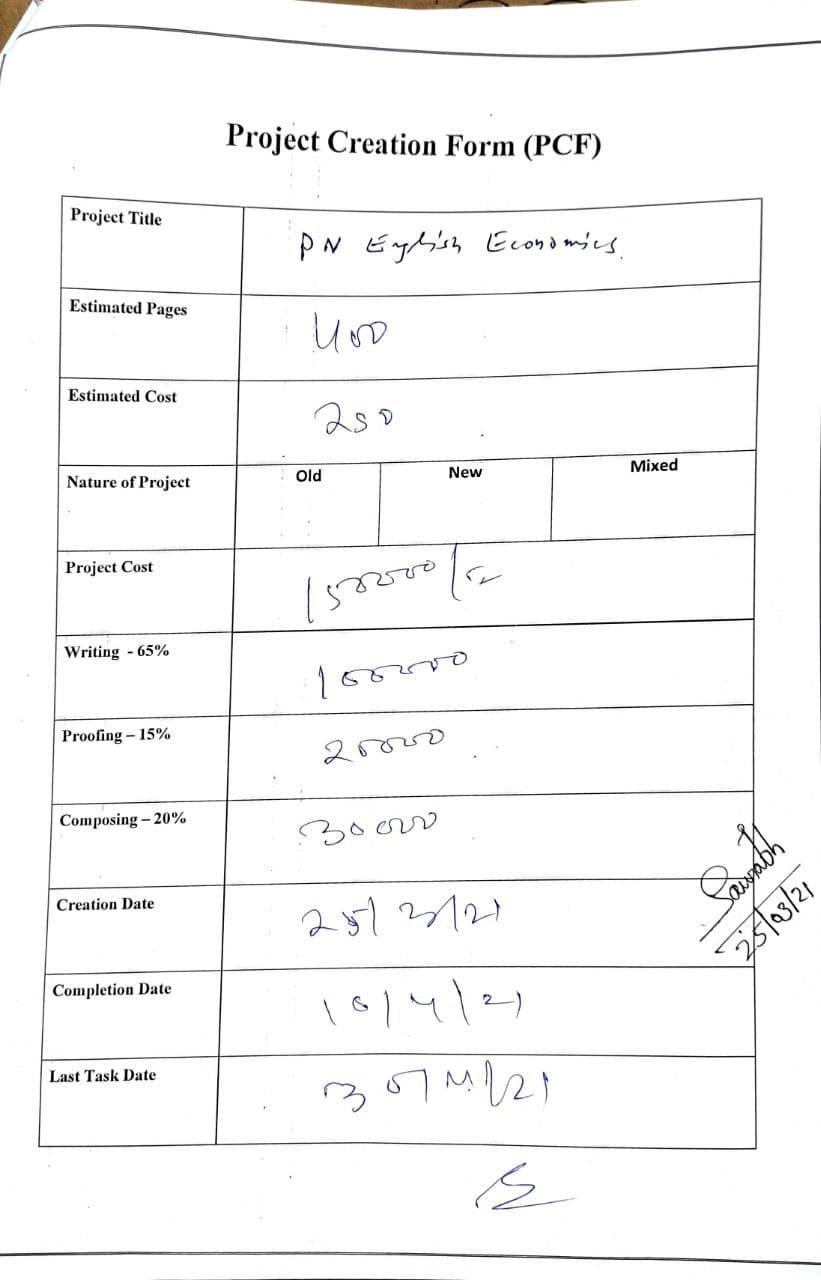 Project Creation Form (PCF)
Project Title PN English Economics.
Estimated Pages 400
Estimated Cost 250
Nature of Project Old New Mixed
Project Cost 150000/-
Writing - 65% 100000
Proofing – 15% 20000
Composing – 20% 30000
Creation Date 25/3/21
Completion Date 10/4/21
Last Task Date 30/4/21
Saurabh
25/03/21